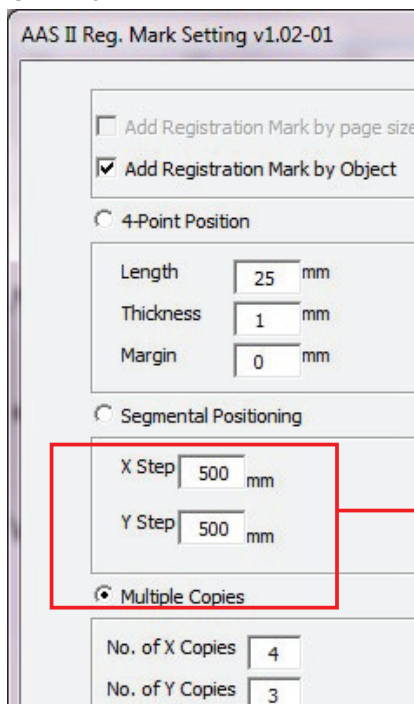 AAS II Reg. Mark Setting v1.02-01
Add Registration Mark by page size
Add Registration Mark by Object
4-Point Position
Length 25 mm
Thickness 1 mm
Margin 0 mm
Segmental Positioning
X Step 500 mm
Y Step 500 mm
Multiple Copies
No. of X Copies 4
No. of Y Copies 3